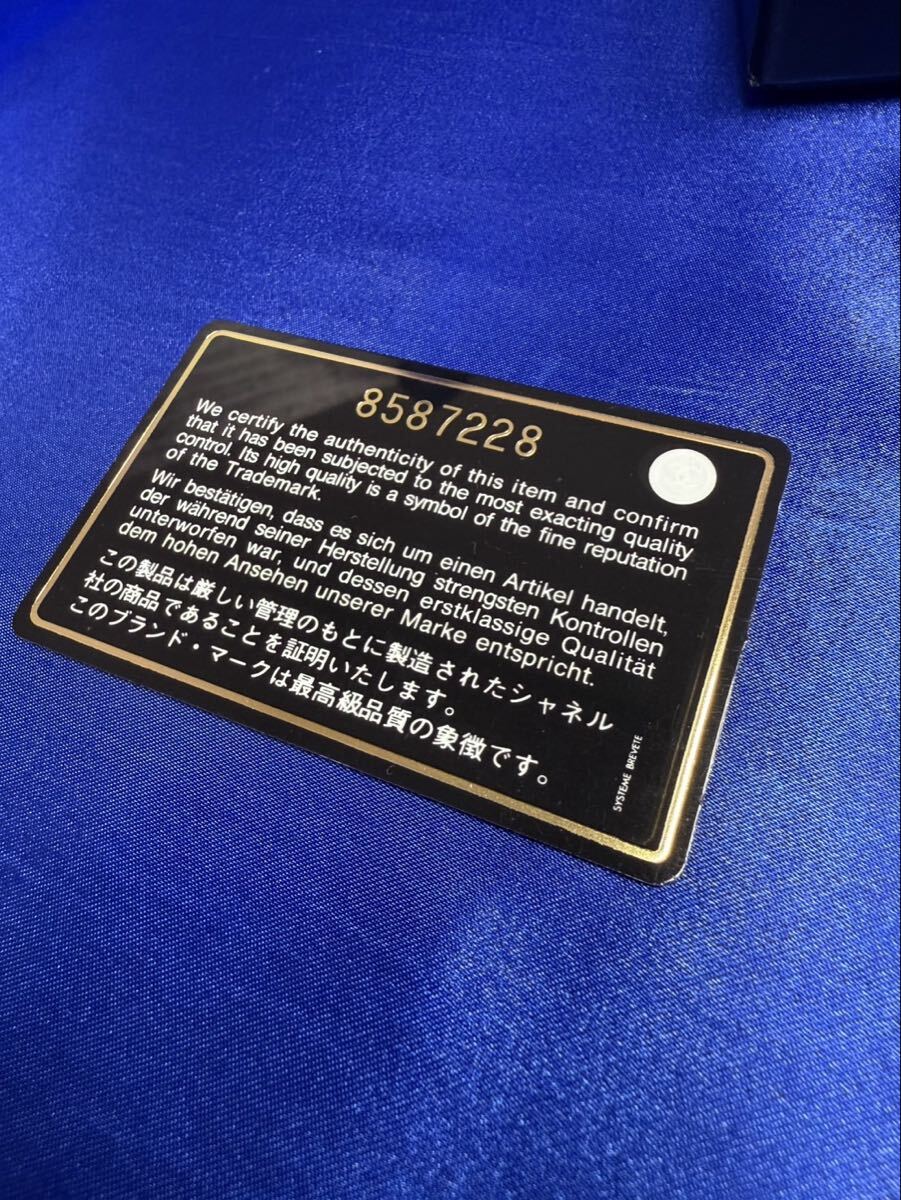 8587228
We certify the authenticity of this item and confirm
that it has been subjected to the most exacting quality
control. Its high quality is a symbol of the fine reputation
of the Trademark.
Wir bestätigen, dass es sich um einen Artikel handelt,
der während seiner Herstellung strengsten Kontrollen
unterworfen war, und dessen erstklassige Qualität
dem hohen Ansehen unserer Marke entspricht.
この製品は厳しい管理のもとに製造されたシャネル
社の商品であることを証明いたします。
このブランド・マークは最高級品質の象徴です。
SYSTEME BREVETE